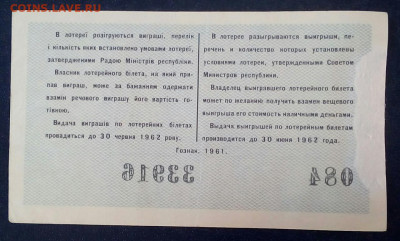 COINS.LAVE.RU
В лотереї розігруються виграші, перелік
і кількість яких встановлено умовами лотереї,
затвердженими Радою Міністрів республіки.
Власник лотерейного білета, на який при-
пав виграш, може за бажанням одержати
взамін речового виграшу його вартість го-
тівкою.
Видача виграшів по лотерейних білетах
провадиться до 30 червня 1962 року.
В лотерее разыгрываются выигрыши, пе-
речень и количество которых установлены
условиями лотереи, утвержденными Советом
Министров республики.
Владелец выигравшего лотерейного билета
может по желанию получить взамен вещевого
выигрыша его стоимость наличными деньгами.
Выдача выигрышей по лотерейным билетам
производится до 30 июня 1962 года.
Гознак. 1961.
33916
084